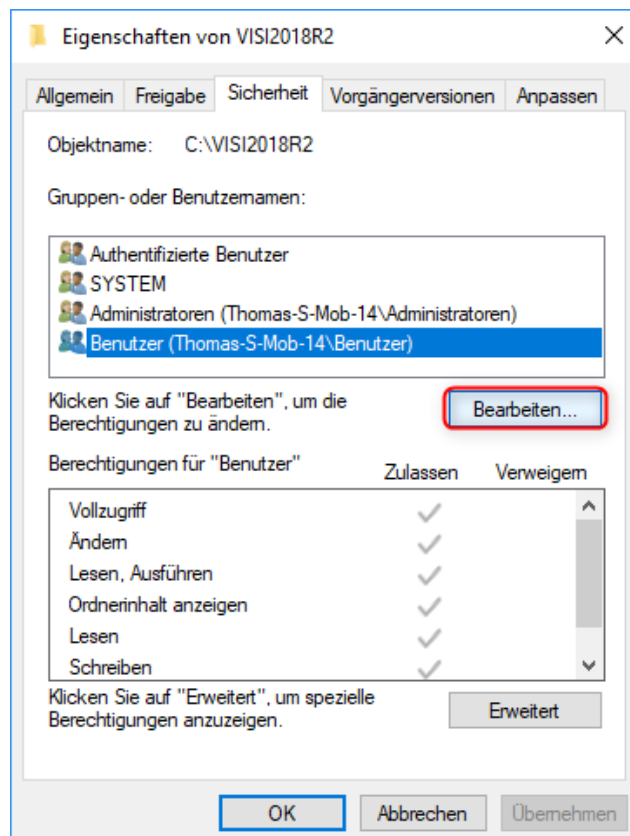 Eigenschaften von VISI2018R2
Allgemein Freigabe Sicherheit Vorgängerversionen Anpassen
Objektname: C:\VISI2018R2
Gruppen- oder Benutzernamen:
Authentifizierte Benutzer
SYSTEM
Administratoren (Thomas-S-Mob-14\Administratoren)
Benutzer (Thomas-S-Mob-14\Benutzer)
Klicken Sie auf "Bearbeiten", um die
Berechtigungen zu ändern.
Bearbeiten...
Berechtigungen für "Benutzer" Zulassen Verweigern
Vollzugriff
Ändern
Lesen, Ausführen
Ordnerinhalt anzeigen
Lesen
Schreiben
Klicken Sie auf "Erweitert", um spezielle
Berechtigungen anzuzeigen.
Erweitert
OK Abbrechen Übernehmen